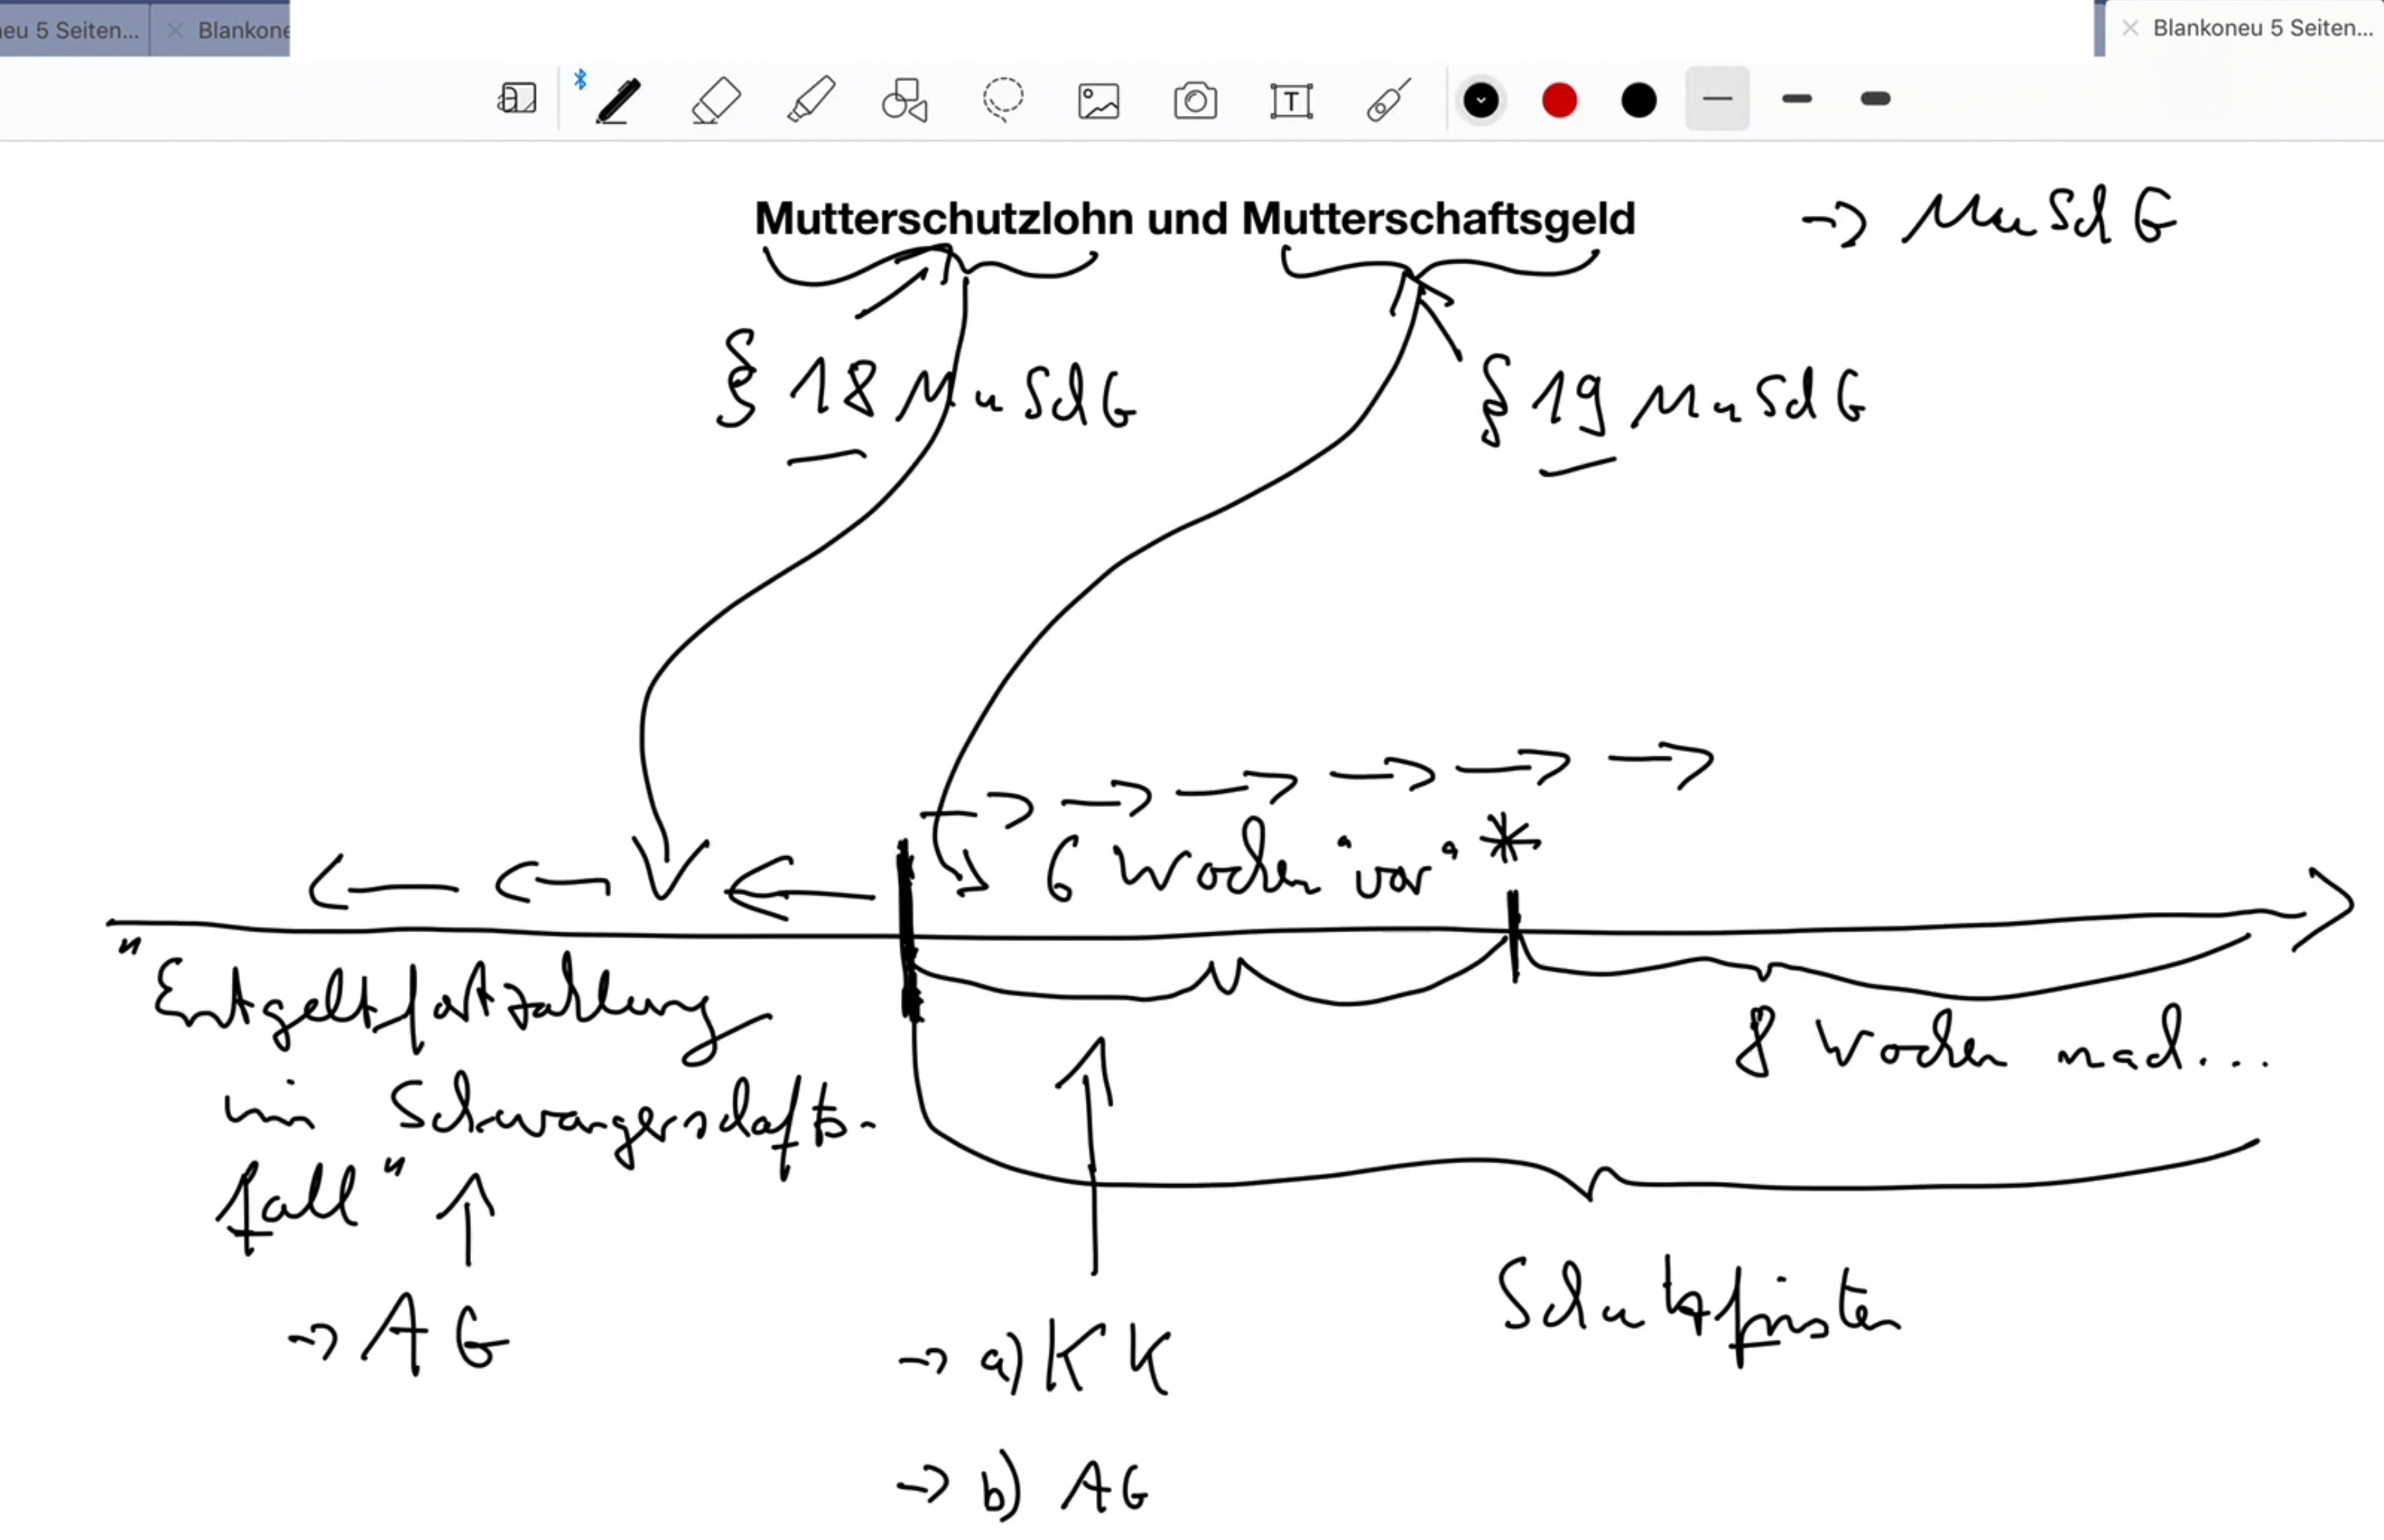 eu 5 Seiten...
Blankone
Blankoneu 5 Seiten...
Mutterschutzlohn und Mutterschaftsgeld
-> MuSchG
§ 18 MuSchG
§ 19 MuSchG
6 Wochen "vor" *
"Entgeltfortzahlung
im Schwangerschafts-
fall"
8 Wochen nach...
Schutzfristen
-> AG
-> a) KK
-> b) AG